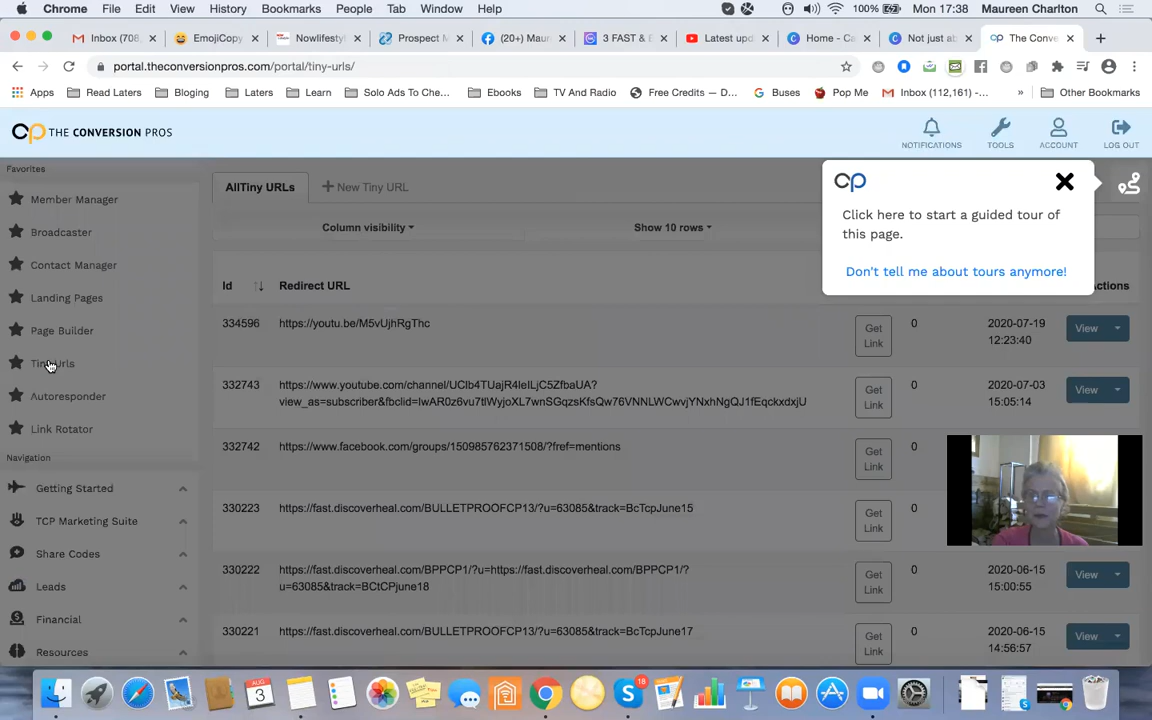 Chrome File Edit View History Bookmarks People Tab Window Help 100% Mon 17:38 Maureen Charlton
Inbox (708, EmojiCopy Nowlifesty Prospect M (20+) Mau 3 FAST & E Latest upd Home - Ca Not just ab The Conve
portal.theconversionpros.com/portal/tiny-urls/
Apps Read Laters Bloging Laters Learn Solo Ads To Che... Ebooks TV And Radio Free Credits – D... Buses Pop Me Inbox (112,161) -... » Other Bookmarks
cp THE CONVERSION PROS
NOTIFICATIONS TOOLS ACCOUNT LOG OUT
Favorites
Member Manager
Broadcaster
Contact Manager
Landing Pages
Page Builder
Autoresponder
Link Rotator
Navigation
Getting Started
TCP Marketing Suite
Share Codes
Leads
Financial
Resources
AllTiny URLs + New Tiny URL
Column visibility Show 10 rows
cp
Click here to start a guided tour of
this page.
Don't tell me about tours anymore!
Id Redirect URL
334596 https://youtu.be/M5vUjhRgThc Get Link 0 2020-07-19 12:23:40 View
332743 https://www.youtube.com/channel/UClb4TUajR4leILjC5ZfbaUA?
view_as=subscriber&fbclid=IwAR0z6vu7tlWyjoXL7wnSGqzsKfsQw76VNNLWCwvjYNxhNgQJ1fEqckxdxjU Get Link 0 2020-07-03 15:05:14 View
332742 https://www.facebook.com/groups/150985762371508/?fref=mentions Get Link 0
330223 https://fast.discoverheal.com/BULLETPROOFCP13/?u=63085&track=BcTcpJune15 Get Link 0
330222 https://fast.discoverheal.com/BPPCP1/?u=https://fast.discoverheal.com/BPPCP1/?
u=63085&track=BCtCPjune18 Get Link 0 2020-06-15 15:00:55 View
330221 https://fast.discoverheal.com/BULLETPROOFCP13/?u=63085&track=BcTcpJune17 Get Link 0 2020-06-15 14:56:57 View
AUG 3
18